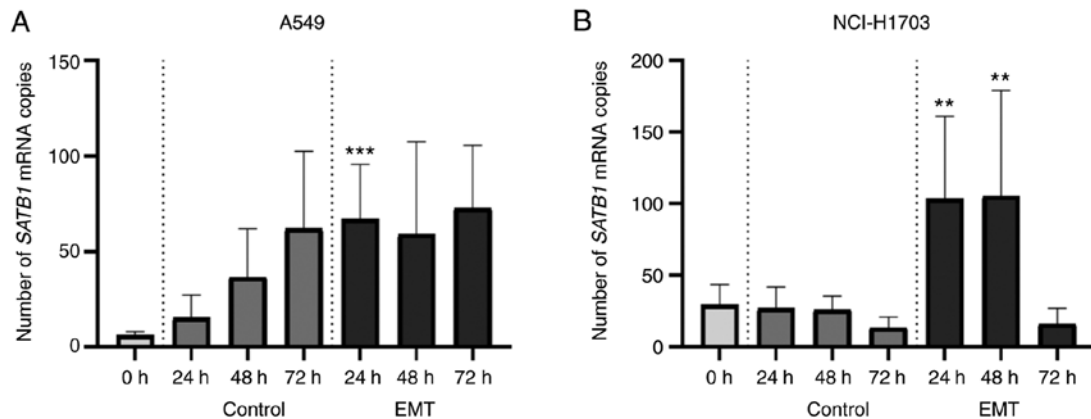 A
A549
Number of SATB1 mRNA copies
150
100
50
0
***
0 h 24 h 48 h 72 h 24 h 48 h 72 h
Control EMT
B
NCI-H1703
Number of SATB1 mRNA copies
200
150
100
50
0
** **
0 h 24 h 48 h 72 h 24 h 48 h 72 h
Control EMT